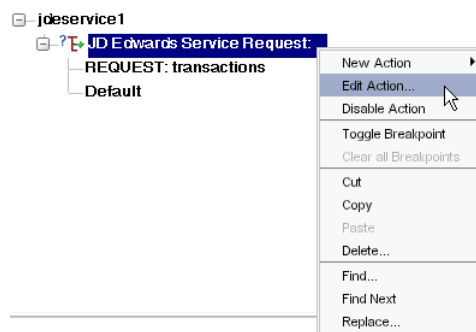 jdeservice1
JD Edwards Service Request:
REQUEST: transactions
Default
New Action
Edit Action...
Disable Action
Toggle Breakpoint
Clear all Breakpoints
Cut
Copy
Paste
Delete...
Find...
Find Next
Replace...